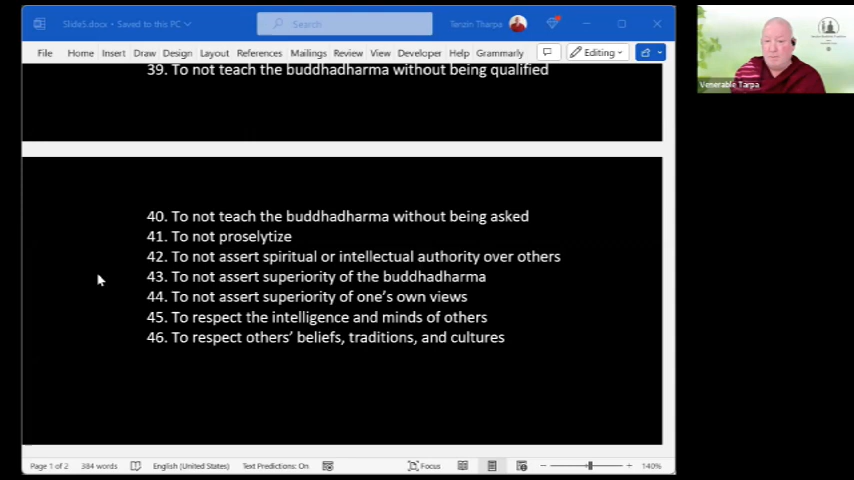 Slide5.docx • Saved to this PC
Search
Tenzin Tharpa
File Home Insert Draw Design Layout References Mailings Review View Developer Help Grammarly
Editing
39. To not teach the buddhadharma without being qualified
40. To not teach the buddhadharma without being asked
41. To not proselytize
42. To not assert spiritual or intellectual authority over others
43. To not assert superiority of the buddhadharma
44. To not assert superiority of one's own views
45. To respect the intelligence and minds of others
46. To respect others' beliefs, traditions, and cultures
Page 1 of 2 384 words English (United States) Text Predictions: On Focus 140%
Venerable Tarpa